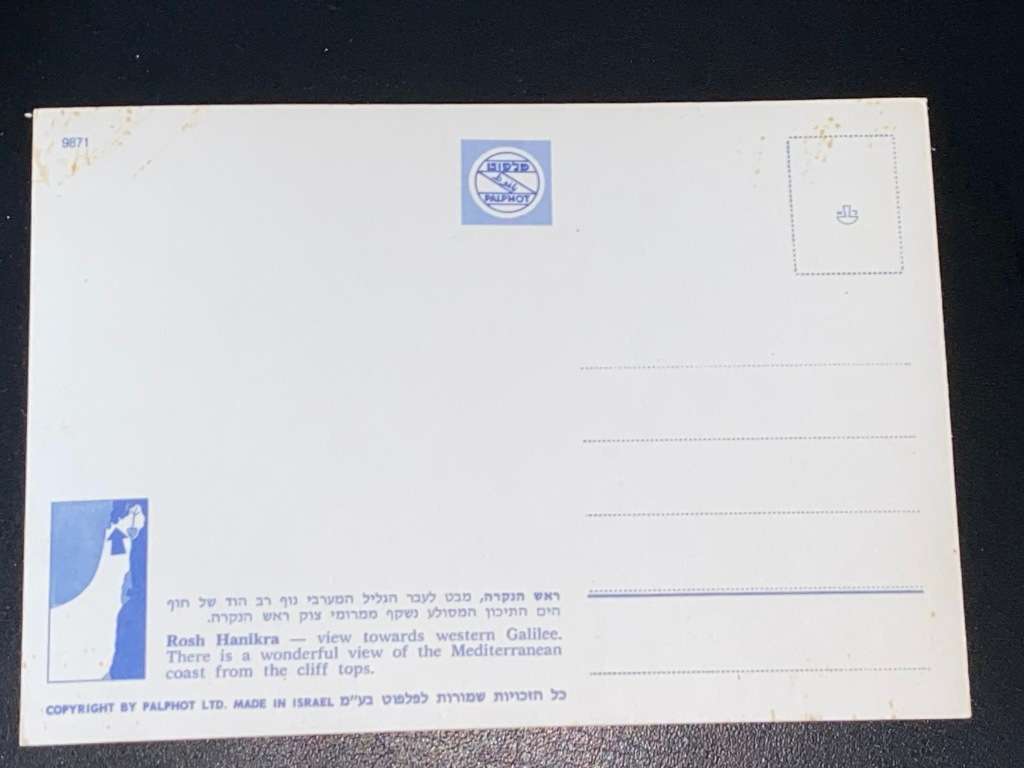 9871
פלפוט
PALPHOT
ראש הנקרה, מבט לעבר הגליל המערבי נוף רב הוד של חוף
הים התיכון המסולע נשקף ממרומי צוק ראש הנקרה.
Rosh Hanikra — view towards western Galilee.
There is a wonderful view of the Mediterranean
coast from the cliff tops.
COPYRIGHT BY PALPHOT LTD. MADE IN ISRAEL כל הזכויות שמורות לפלפוט בע"מ